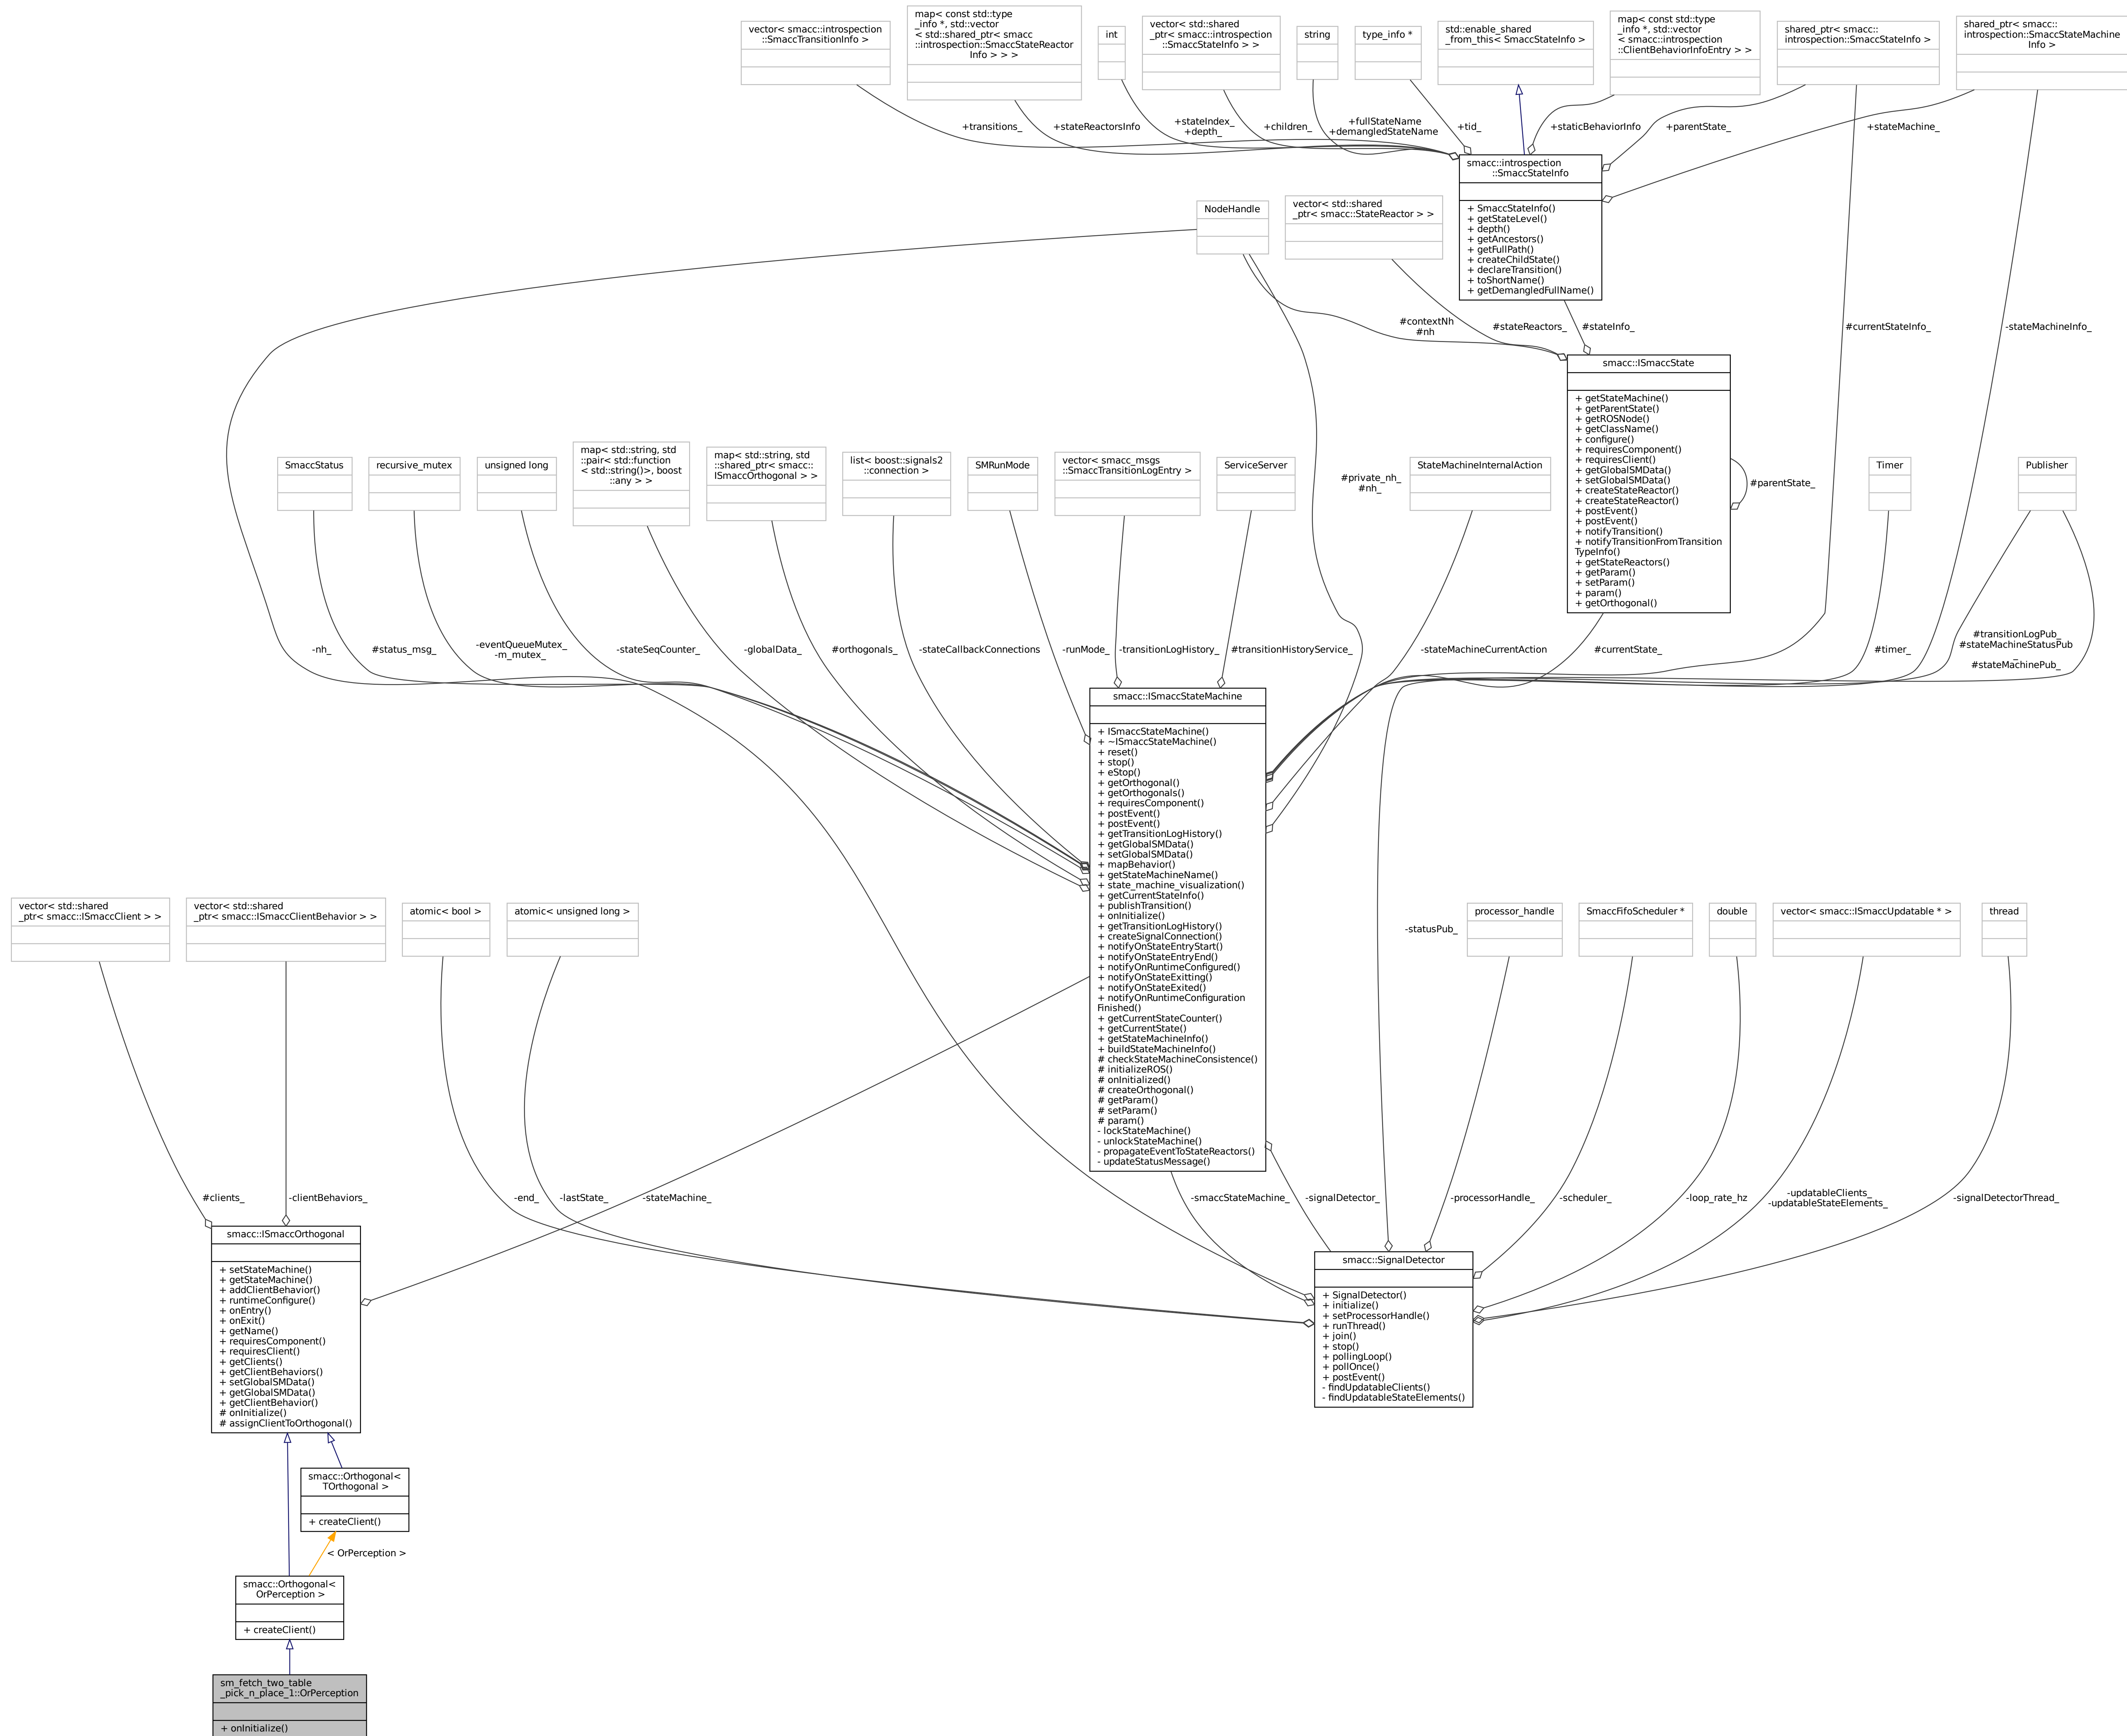 vector< smacc::introspection
::SmaccTransitionInfo >
map< const std::type
_info *, std::vector
< std::shared_ptr< smacc
::introspection::SmaccStateReactor
Info > > >
int
vector< std::shared
_ptr< smacc::introspection
::SmaccStateInfo > >
string
type_info *
std::enable_shared
_from_this< SmaccStateInfo >
map< const std::type
_info *, std::vector
< smacc::introspection
::ClientBehaviorInfoEntry > >
shared_ptr< smacc::
introspection::SmaccStateInfo >
shared_ptr< smacc::
introspection::SmaccStateMachine
Info >
+transitions_
+stateReactorsInfo
+stateIndex_
+depth_
+children_
+fullStateName
+demangledStateName
+tid_
+staticBehaviorInfo
+parentState_
+stateMachine_
smacc::introspection
::SmaccStateInfo
+ SmaccStateInfo()
+ getStateLevel()
+ depth()
+ getAncestors()
+ getFullPath()
+ createChildState()
+ declareTransition()
+ toShortName()
+ getDemangledFullName()
NodeHandle
vector< std::shared
_ptr< smacc::StateReactor > >
#contextNh
#nh
#stateReactors_
#stateInfo_
#currentStateInfo_
-stateMachineInfo_
smacc::ISmaccState
+ getStateMachine()
+ getParentState()
+ getROSNode()
+ getClassName()
+ configure()
+ requiresComponent()
+ requiresClient()
+ getGlobalSMData()
+ setGlobalSMData()
+ createStateReactor()
+ createStateReactor()
+ postEvent()
+ postEvent()
+ notifyTransition()
+ notifyTransitionFromTransition
TypeInfo()
+ getStateReactors()
+ getParam()
+ setParam()
+ param()
+ getOrthogonal()
#parentState_
SmaccStatus
recursive_mutex
unsigned long
map< std::string, std
::pair< std::function
< std::string()>, boost
::any > >
map< std::string, std
::shared_ptr< smacc::
ISmaccOrthogonal > >
list< boost::signals2
::connection >
SMRunMode
vector< smacc_msgs
::SmaccTransitionLogEntry >
ServiceServer
#private_nh_
#nh_
StateMachineInternalAction
Timer
Publisher
-nh_
#status_msg_
-eventQueueMutex_
-m_mutex_
-stateSeqCounter_
-globalData_
#orthogonals_
-stateCallbackConnections
-runMode_
-transitionLogHistory_
#transitionHistoryService_
-stateMachineCurrentAction
#currentState_
#timer_
#transitionLogPub_
#stateMachineStatusPub
_
#stateMachinePub_
smacc::ISmaccStateMachine
+ ISmaccStateMachine()
+ ~ISmaccStateMachine()
+ reset()
+ stop()
+ eStop()
+ getOrthogonal()
+ getOrthogonals()
+ requiresComponent()
+ postEvent()
+ postEvent()
+ getTransitionLogHistory()
+ getGlobalSMData()
+ setGlobalSMData()
+ mapBehavior()
+ getStateMachineName()
+ state_machine_visualization()
+ getCurrentStateInfo()
+ publishTransition()
+ onInitialize()
+ getTransitionLogHistory()
+ createSignalConnection()
+ notifyOnStateEntryStart()
+ notifyOnStateEntryEnd()
+ notifyOnRuntimeConfigured()
+ notifyOnStateExitting()
+ notifyOnStateExited()
+ notifyOnRuntimeConfiguration
Finished()
+ getCurrentStateCounter()
+ getCurrentState()
+ getStateMachineInfo()
+ buildStateMachineInfo()
# checkStateMachineConsistence()
# initializeROS()
# onInitialized()
# createOrthogonal()
# getParam()
# setParam()
# param()
- lockStateMachine()
- unlockStateMachine()
- propagateEventToStateReactors()
- updateStatusMessage()
vector< std::shared
_ptr< smacc::ISmaccClient > >
vector< std::shared
_ptr< smacc::ISmaccClientBehavior > >
atomic< bool >
atomic< unsigned long >
-statusPub_
processor_handle
SmaccFifoScheduler *
double
vector< smacc::ISmaccUpdatable * >
thread
#clients_
-clientBehaviors_
-end_
-lastState_
-stateMachine_
-smaccStateMachine_
-signalDetector_
-processorHandle_
-scheduler_
-loop_rate_hz
-updatableClients_
-updatableStateElements_
-signalDetectorThread_
smacc::ISmaccOrthogonal
+ setStateMachine()
+ getStateMachine()
+ addClientBehavior()
+ runtimeConfigure()
+ onEntry()
+ onExit()
+ getName()
+ requiresComponent()
+ requiresClient()
+ getClients()
+ getClientBehaviors()
+ setGlobalSMData()
+ getGlobalSMData()
+ getClientBehavior()
# onInitialize()
# assignClientToOrthogonal()
smacc::SignalDetector
+ SignalDetector()
+ initialize()
+ setProcessorHandle()
+ runThread()
+ join()
+ stop()
+ pollingLoop()
+ pollOnce()
+ postEvent()
- findUpdatableClients()
- findUpdatableStateElements()
smacc::Orthogonal<
TOrthogonal >
+ createClient()
< OrPerception >
smacc::Orthogonal<
OrPerception >
+ createClient()
sm_fetch_two_table
_pick_n_place_1::OrPerception
+ onInitialize()